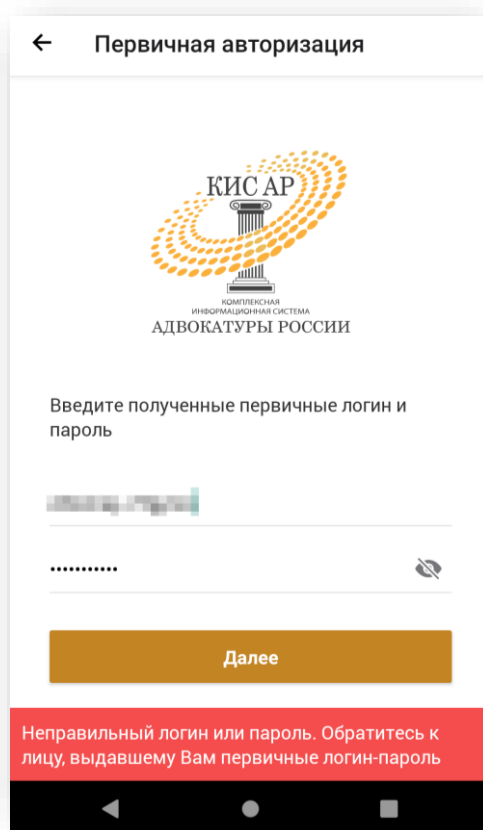 Первичная авторизация
КИС АР
КОМПЛЕКСНАЯ
ИНФОРМАЦИОННАЯ СИСТЕМА
АДВОКАТУРЫ РОССИИ
Введите полученные первичные логин и
пароль
•••••••••••
Далее
Неправильный логин или пароль. Обратитесь к
лицу, выдавшему Вам первичные логин-пароль